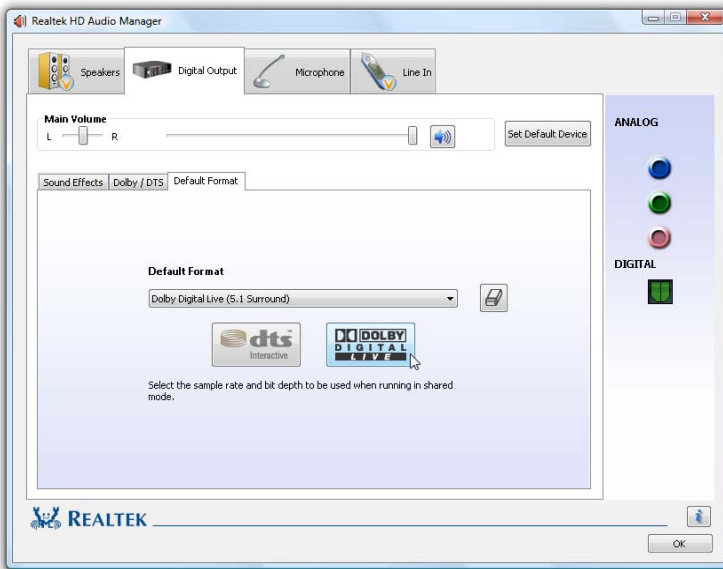 Realtek HD Audio Manager
Speakers
Digital Output
Microphone
Line In
Main Volume
L
R
Set Default Device
Sound Effects
Dolby / DTS
Default Format
Default Format
Dolby Digital Live (5.1 Surround)
dts
Interactive
DOLBY
DIGITAL
LIVE
Select the sample rate and bit depth to be used when running in shared
mode.
ANALOG
DIGITAL
REALTEK
i
OK